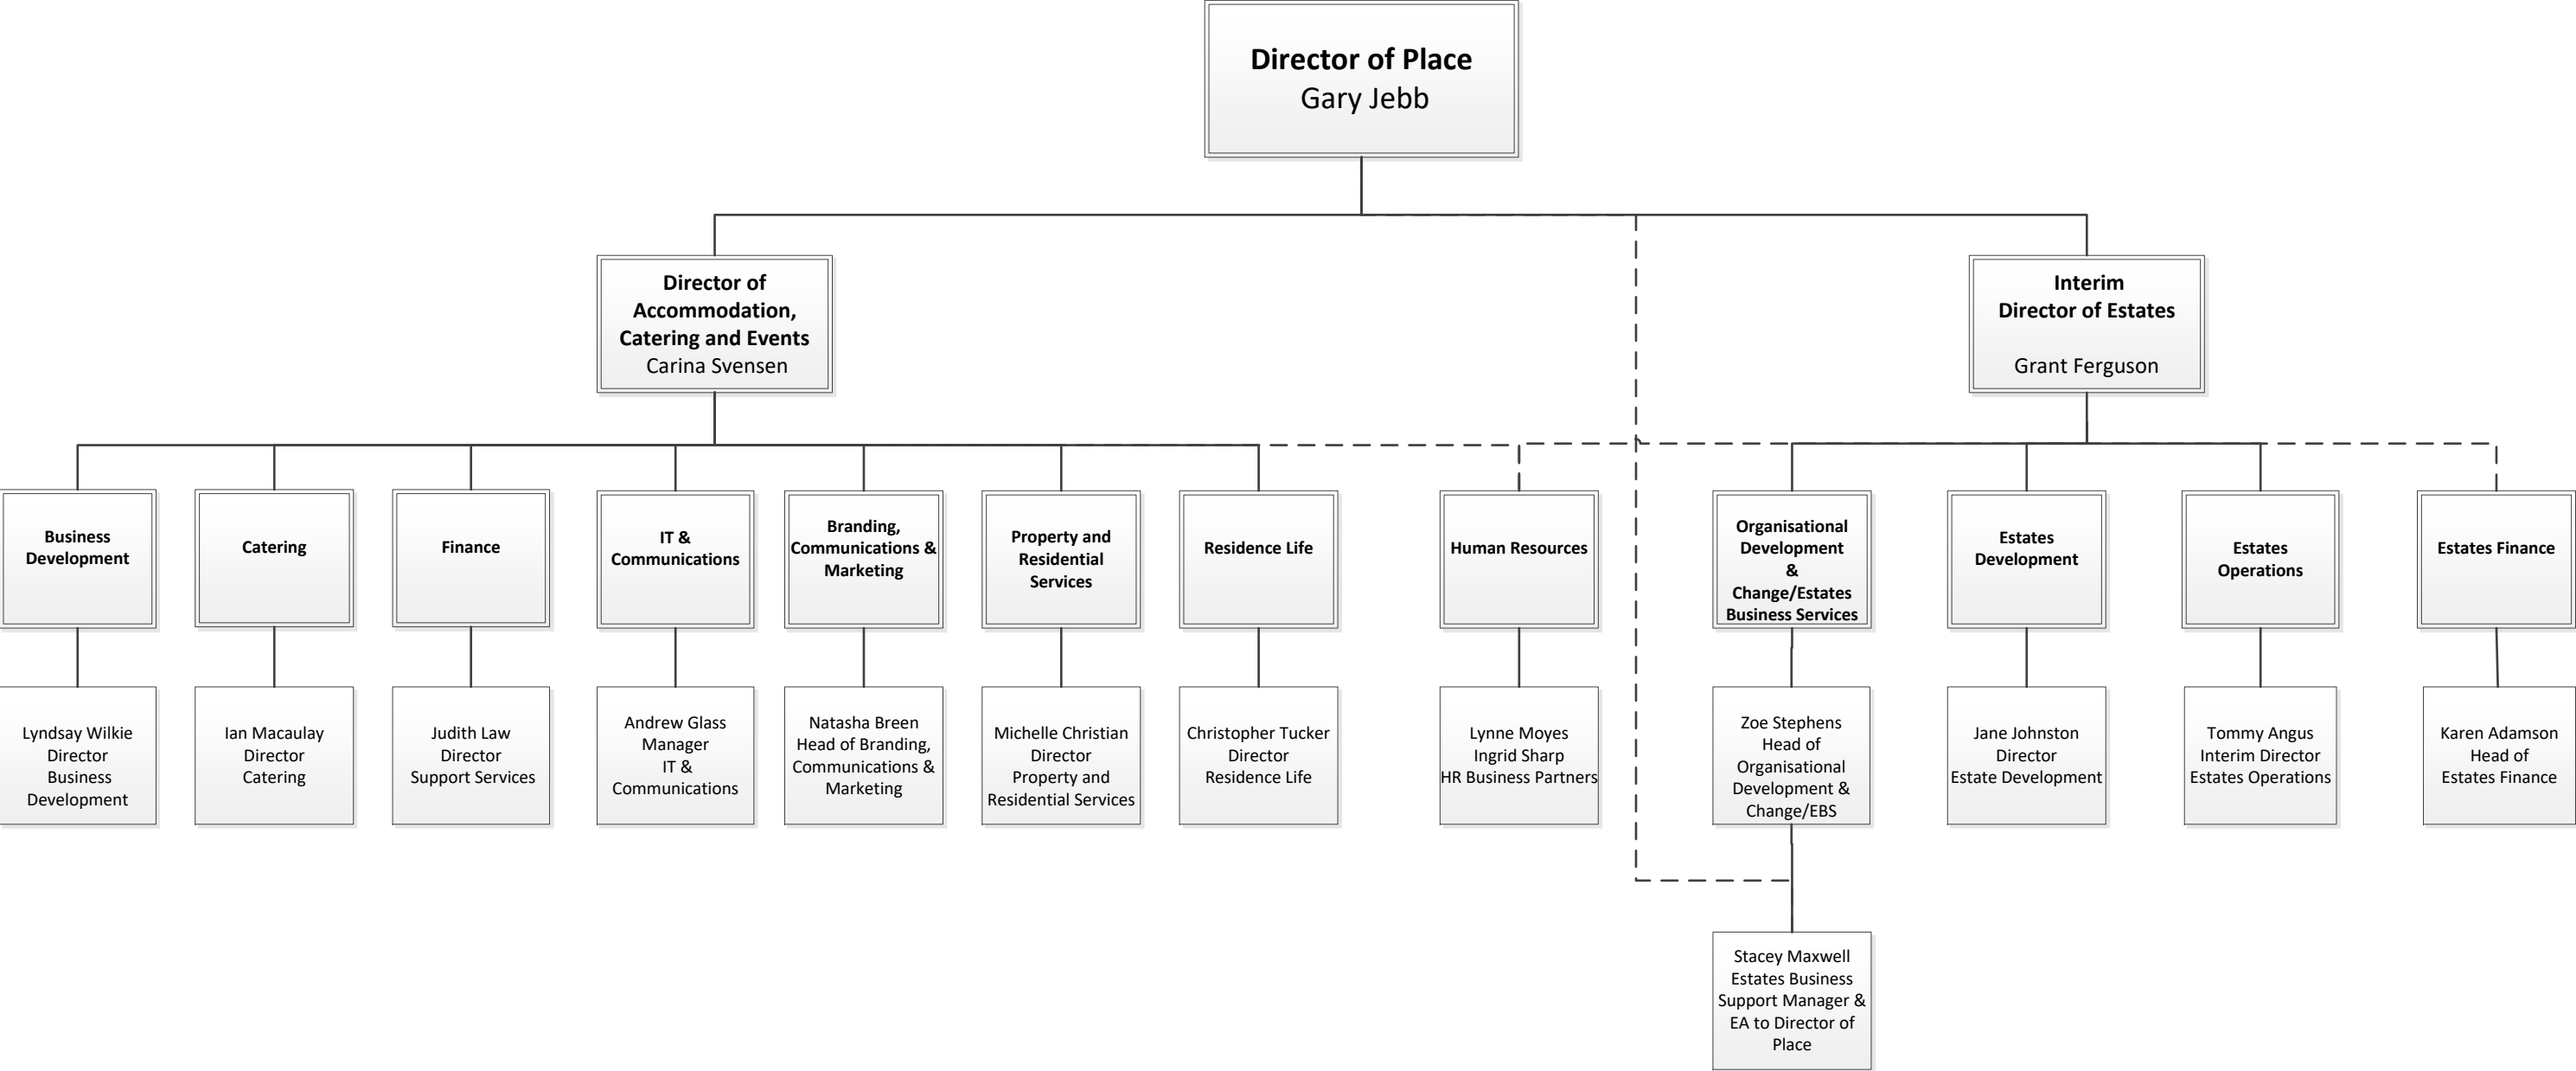 Director of Place
Gary Jebb
Director of
Accommodation,
Catering and Events
Carina Svensen
Interim
Director of Estates
Grant Ferguson
Business
Development
Catering
Finance
IT &
Communications
Branding,
Communications &
Marketing
Property and
Residential
Services
Residence Life
Human Resources
Organisational
Development
&
Change/Estates
Business Services
Estates
Development
Estates
Operations
Estates Finance
Lyndsay Wilkie
Director
Business
Development
Ian Macaulay
Director
Catering
Judith Law
Director
Support Services
Andrew Glass
Manager
IT &
Communications
Natasha Breen
Head of Branding,
Communications &
Marketing
Michelle Christian
Director
Property and
Residential Services
Christopher Tucker
Director
Residence Life
Lynne Moyes
Ingrid Sharp
HR Business Partners
Zoe Stephens
Head of
Organisational
Development &
Change/EBS
Jane Johnston
Director
Estate Development
Tommy Angus
Interim Director
Estates Operations
Karen Adamson
Head of
Estates Finance
Stacey Maxwell
Estates Business
Support Manager &
EA to Director of
Place